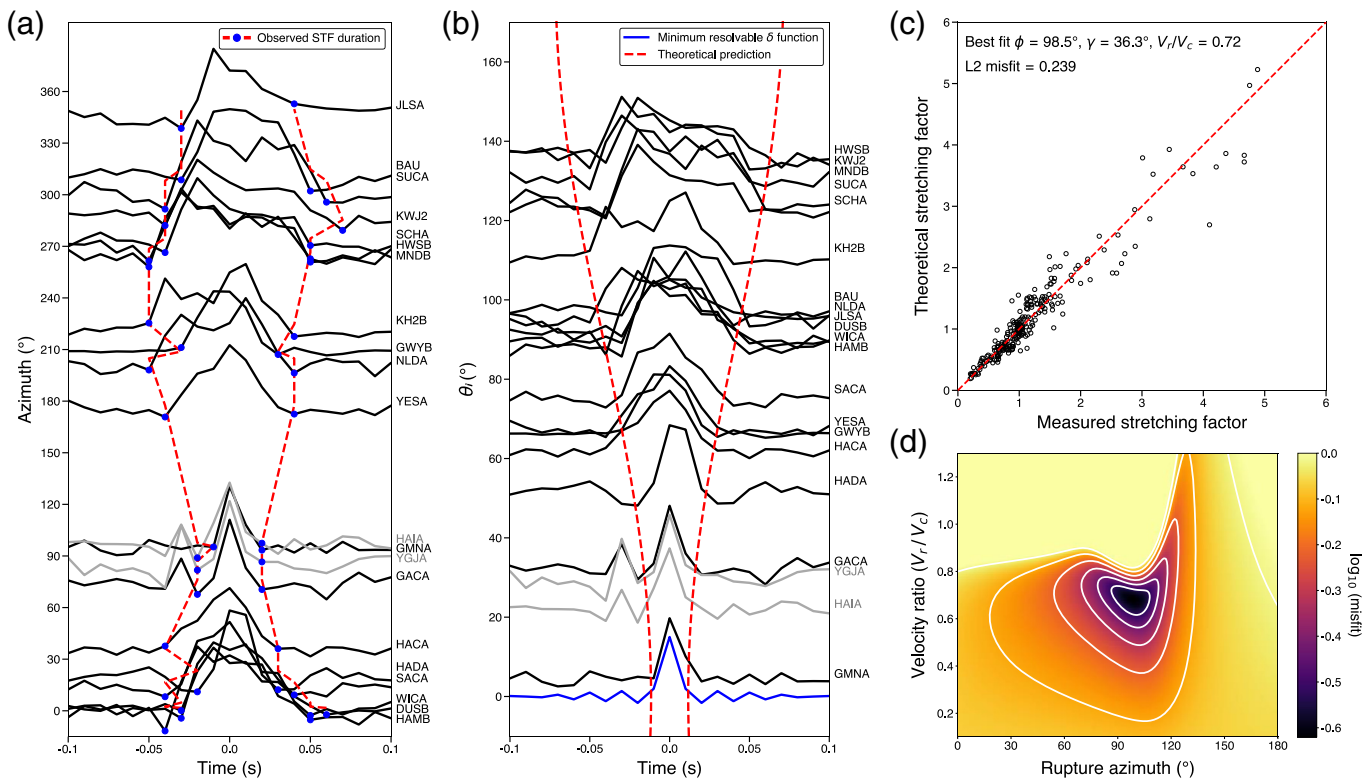 (a)
Observed STF duration
Azimuth (°)
360
330
300
270
240
210
180
150
120
90
60
30
0
JLSA
BAU
SUCA
KWJ2
SCHA
HWSB
MNDB
KH2B
GWYB
NLDA
YESA
HAIA
GMNA
YGJA
GACA
HACA
HADA
SACA
WICA
DUSB
HAMB
-0.1
-0.05
0.0
0.05
0.1
Time (s)
(b)
Minimum resolvable δ function
Theoretical prediction
θi (°)
160
140
120
100
80
60
40
20
0
HWSB
KWJ2
MNDB
SUCA
SCHA
KH2B
BAU
NLDA
JLSA
DUSB
WICA
HAMB
SACA
YESA
GWYB
HACA
HADA
GACA
YGJA
HAIA
GMNA
-0.1
-0.05
0.0
0.05
0.1
Time (s)
(c)
Best fit ϕ = 98.5°, γ = 36.3°, Vr/Vc = 0.72
L2 misfit = 0.239
Theoretical stretching factor
6
5
4
3
2
1
0
0
1
2
3
4
5
6
Measured stretching factor
(d)
Velocity ratio (Vr / Vc)
1.2
1.0
0.8
0.6
0.4
0.2
0
30
60
90
120
150
180
Rupture azimuth (°)
0.0
-0.1
-0.2
-0.3
-0.4
-0.5
-0.6
log10 (misfit)